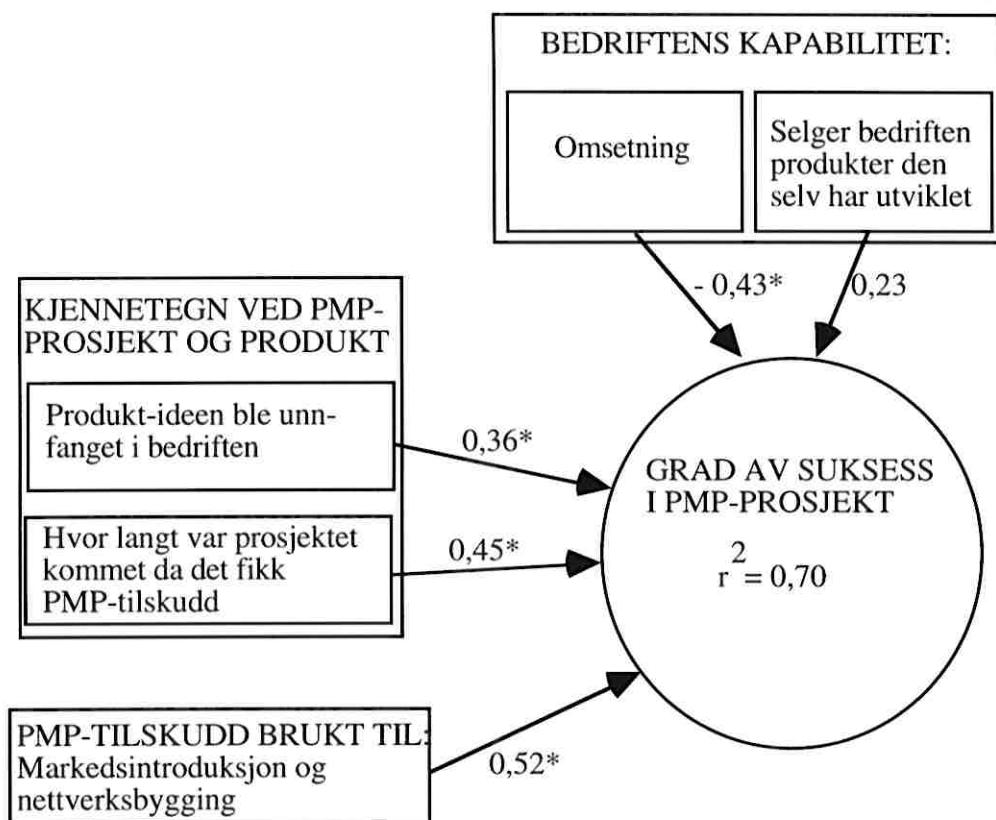 BEDRIFTENS KAPABILITET:
Omsetning
Selger bedriften
produkter den
selv har utviklet
- 0,43*
0,23
KJENNETEGN VED PMP-
PROSJEKT OG PRODUKT
Produkt-ideen ble unn-
fanget i bedriften
0,36*
Hvor langt var prosjektet
kommet da det fikk
PMP-tilskudd
0,45*
GRAD AV SUKSESS
I PMP-PROSJEKT
r² = 0,70
PMP-TILSKUDD BRUKT TIL:
Markedsintroduksjon og
nettverksbygging
0,52*